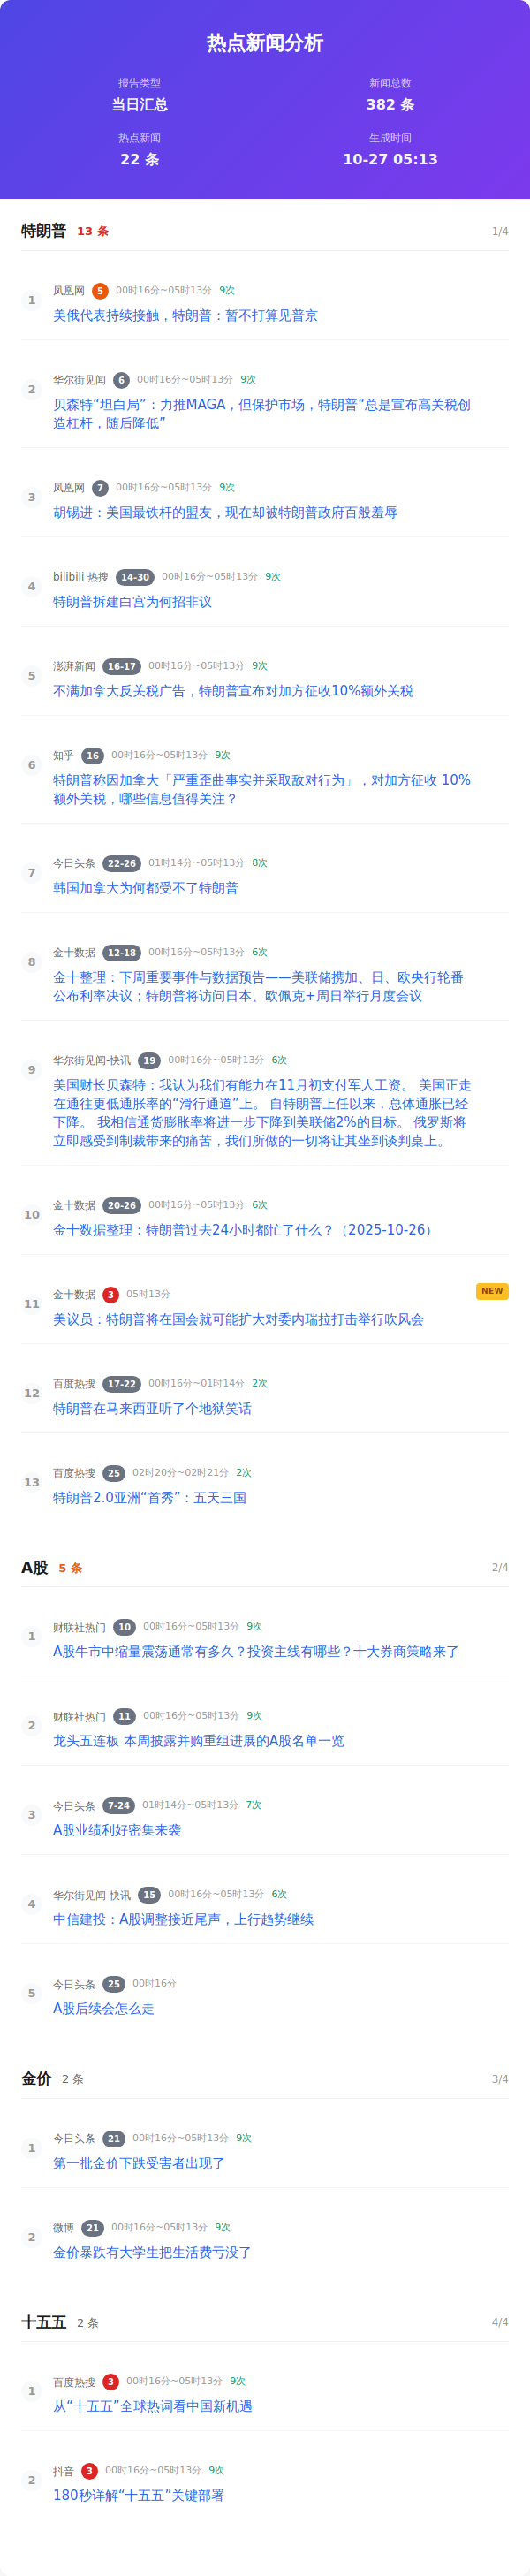 热点新闻分析
报告类型
新闻总数
当日汇总
382 条
热点新闻
生成时间
22 条
10-27 05:13
特朗普 13 条 1/4
1
凤凰网 5 00时16分~05时13分 9次
美俄代表持续接触，特朗普：暂不打算见普京
2
华尔街见闻 6 00时16分~05时13分 9次
贝森特“坦白局”：力推MAGA，但保护市场，特朗普“总是宣布高关税创
造杠杆，随后降低”
3
凤凰网 7 00时16分~05时13分 9次
胡锡进：美国最铁杆的盟友，现在却被特朗普政府百般羞辱
4
bilibili 热搜 14-30 00时16分~05时13分 9次
特朗普拆建白宫为何招非议
5
澎湃新闻 16-17 00时16分~05时13分 9次
不满加拿大反关税广告，特朗普宣布对加方征收10%额外关税
6
知乎 16 00时16分~05时13分 9次
特朗普称因加拿大「严重歪曲事实并采取敌对行为」，对加方征收 10%
额外关税，哪些信息值得关注？
7
今日头条 22-26 01时14分~05时13分 8次
韩国加拿大为何都受不了特朗普
8
金十数据 12-18 00时16分~05时13分 6次
金十整理：下周重要事件与数据预告——美联储携加、日、欧央行轮番
公布利率决议；特朗普将访问日本、欧佩克+周日举行月度会议
9
华尔街见闻-快讯 19 00时16分~05时13分 6次
美国财长贝森特：我认为我们有能力在11月初支付军人工资。 美国正走
在通往更低通胀率的“滑行通道”上。 自特朗普上任以来，总体通胀已经
下降。 我相信通货膨胀率将进一步下降到美联储2%的目标。 俄罗斯将
立即感受到制裁带来的痛苦，我们所做的一切将让其坐到谈判桌上。
10
金十数据 20-26 00时16分~05时13分 6次
金十数据整理：特朗普过去24小时都忙了什么？（2025-10-26）
11
金十数据 3 05时13分 NEW
美议员：特朗普将在国会就可能扩大对委内瑞拉打击举行吹风会
12
百度热搜 17-22 00时16分~01时14分 2次
特朗普在马来西亚听了个地狱笑话
13
百度热搜 25 02时20分~02时21分 2次
特朗普2.0亚洲“首秀”：五天三国
A股 5 条 2/4
1
财联社热门 10 00时16分~05时13分 9次
A股牛市中缩量震荡通常有多久？投资主线有哪些？十大券商策略来了
2
财联社热门 11 00时16分~05时13分 9次
龙头五连板 本周披露并购重组进展的A股名单一览
3
今日头条 7-24 01时14分~05时13分 7次
A股业绩利好密集来袭
4
华尔街见闻-快讯 15 00时16分~05时13分 6次
中信建投：A股调整接近尾声，上行趋势继续
5
今日头条 25 00时16分
A股后续会怎么走
金价 2 条 3/4
1
今日头条 21 00时16分~05时13分 9次
第一批金价下跌受害者出现了
2
微博 21 00时16分~05时13分 9次
金价暴跌有大学生把生活费亏没了
十五五 2 条 4/4
1
百度热搜 3 00时16分~05时13分 9次
从“十五五”全球热词看中国新机遇
2
抖音 3 00时16分~05时13分 9次
180秒详解“十五五”关键部署